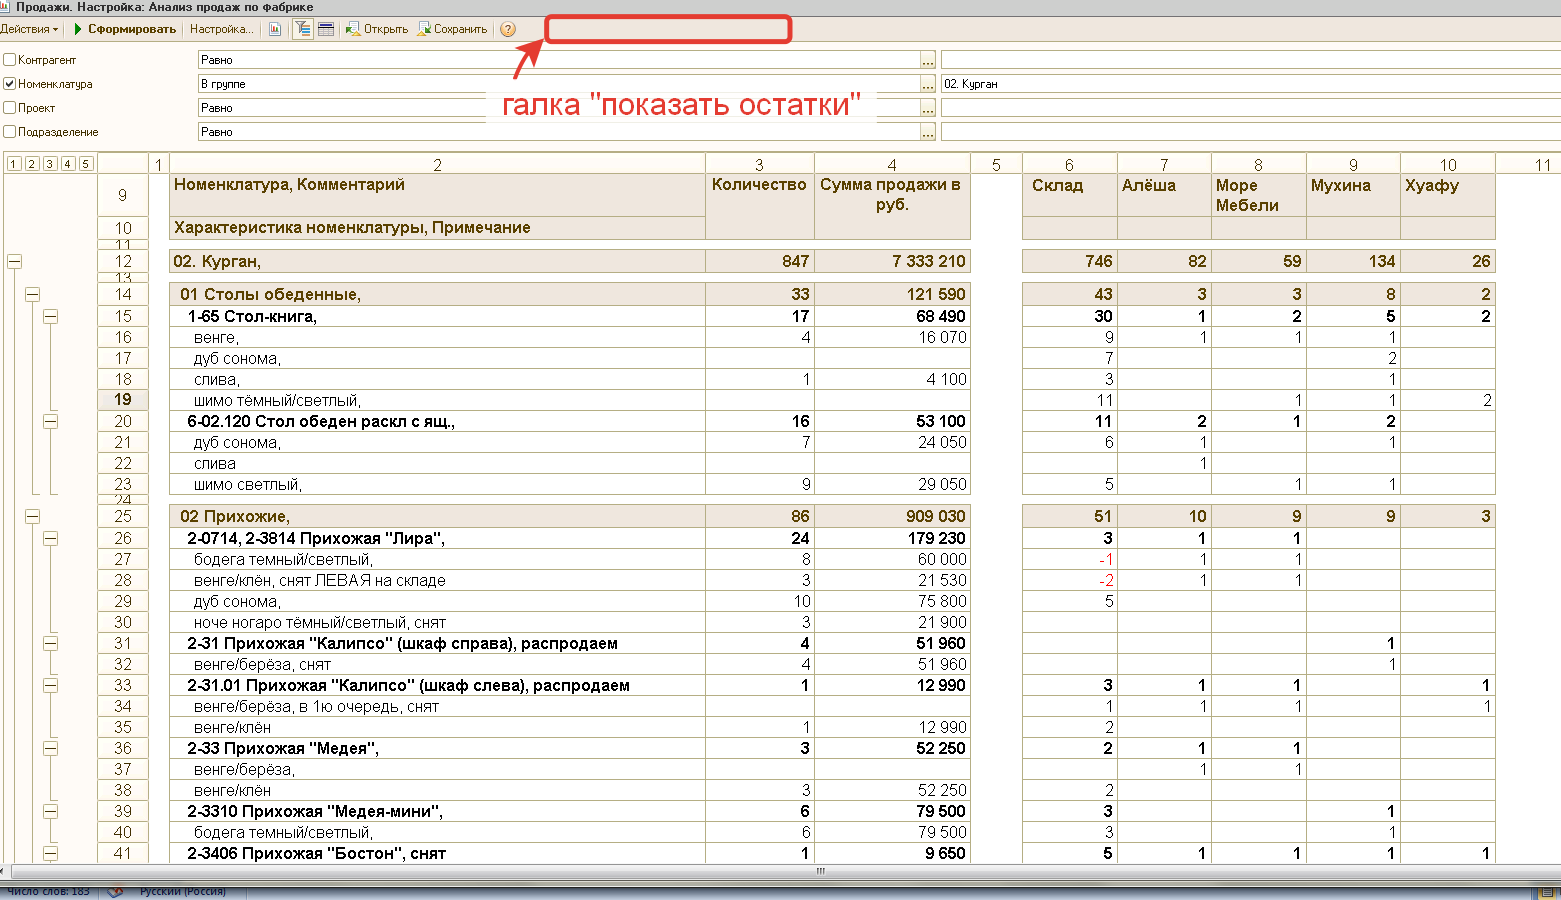 Продажи. Настройка: Анализ продаж по фабрике
Действия Сформировать Настройка... Открыть Сохранить ?
Контрагент Равно ...
Номенклатура В группе ... 02. Курган
Проект Равно ...
Подразделение Равно ...
галка "показать остатки"
1 2 3 4 5 1 2 3 4 5 6 7 8 9 10 11
9 Номенклатура, Комментарий Количество Сумма продажи в руб. Склад Алёша Море Мебели Мухина Хуафу
10 Характеристика номенклатуры, Примечание
11
12 02. Курган, 847 7 333 210 746 82 59 134 26
13
14 01 Столы обеденные, 33 121 590 43 3 3 8 2
15 1-65 Стол-книга, 17 68 490 30 1 2 5 2
16 венге, 4 16 070 9 1 1 1
17 дуб сонома, 7 2
18 слива, 1 4 100 3 1
19 шимо тёмный/светлый, 11 1 1 2
20 6-02.120 Стол обеден раскл с ящ., 16 53 100 11 2 1 2
21 дуб сонома, 7 24 050 6 1 1
22 слива 1
23 шимо светлый, 9 29 050 5 1 1
24
25 02 Прихожие, 86 909 030 51 10 9 9 3
26 2-0714, 2-3814 Прихожая "Лира", 24 179 230 3 1 1
27 бодега темный/светлый, 8 60 000 -1 1 1
28 венге/клён, снят ЛЕВАЯ на складе 3 21 530 -2 1 1
29 дуб сонома, 10 75 800 5
30 ноче ногаро тёмный/светлый, снят 3 21 900
31 2-31 Прихожая "Калипсо" (шкаф справа), распродаем 4 51 960 1
32 венге/берёза, снят 4 51 960 1
33 2-31.01 Прихожая "Калипсо" (шкаф слева), распродаем 1 12 990 3 1 1 1
34 венге/берёза, в 1ю очередь, снят 1 1 1 1
35 венге/клён 1 12 990 2
36 2-33 Прихожая "Медея", 3 52 250 2 1 1
37 венге/берёза, 1 1
38 венге/клён 3 52 250 2
39 2-3310 Прихожая "Медея-мини", 6 79 500 3 1
40 бодега темный/светлый, 6 79 500 3 1
41 2-3406 Прихожая "Бостон", снят 1 9 650 5 1 1 1 1
Число слов: 183 Русский (Россия)